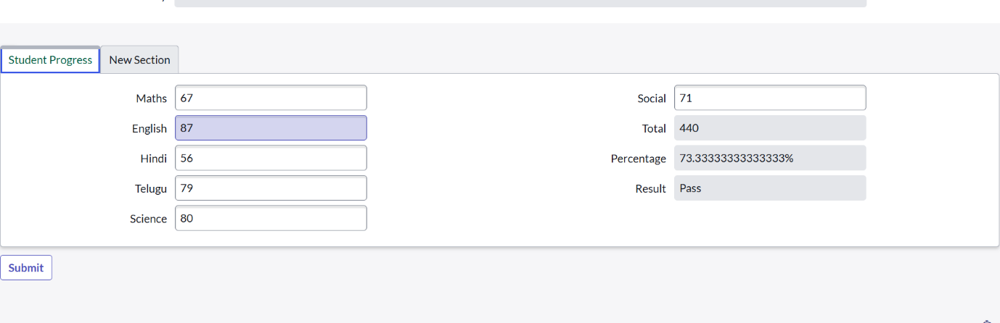 Student Progress
New Section
Maths 67
English 87
Hindi 56
Telugu 79
Science 80
Social 71
Total 440
Percentage 73.33333333333333%
Result Pass
Submit